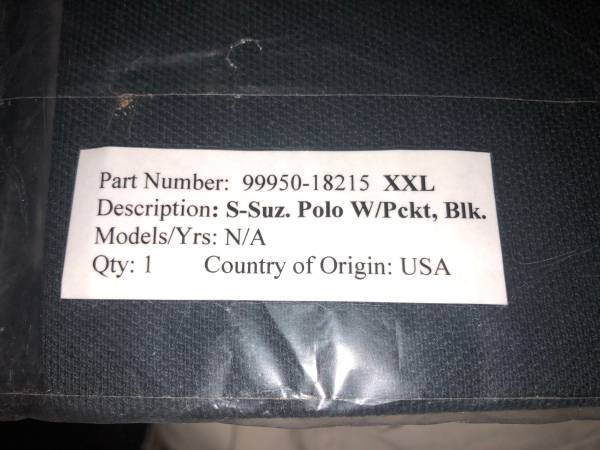 Part Number: 99950-18215 XXL
Description: S-Suz. Polo W/Pckt, Blk.
Models/Yrs: N/A
Qty: 1 Country of Origin: USA